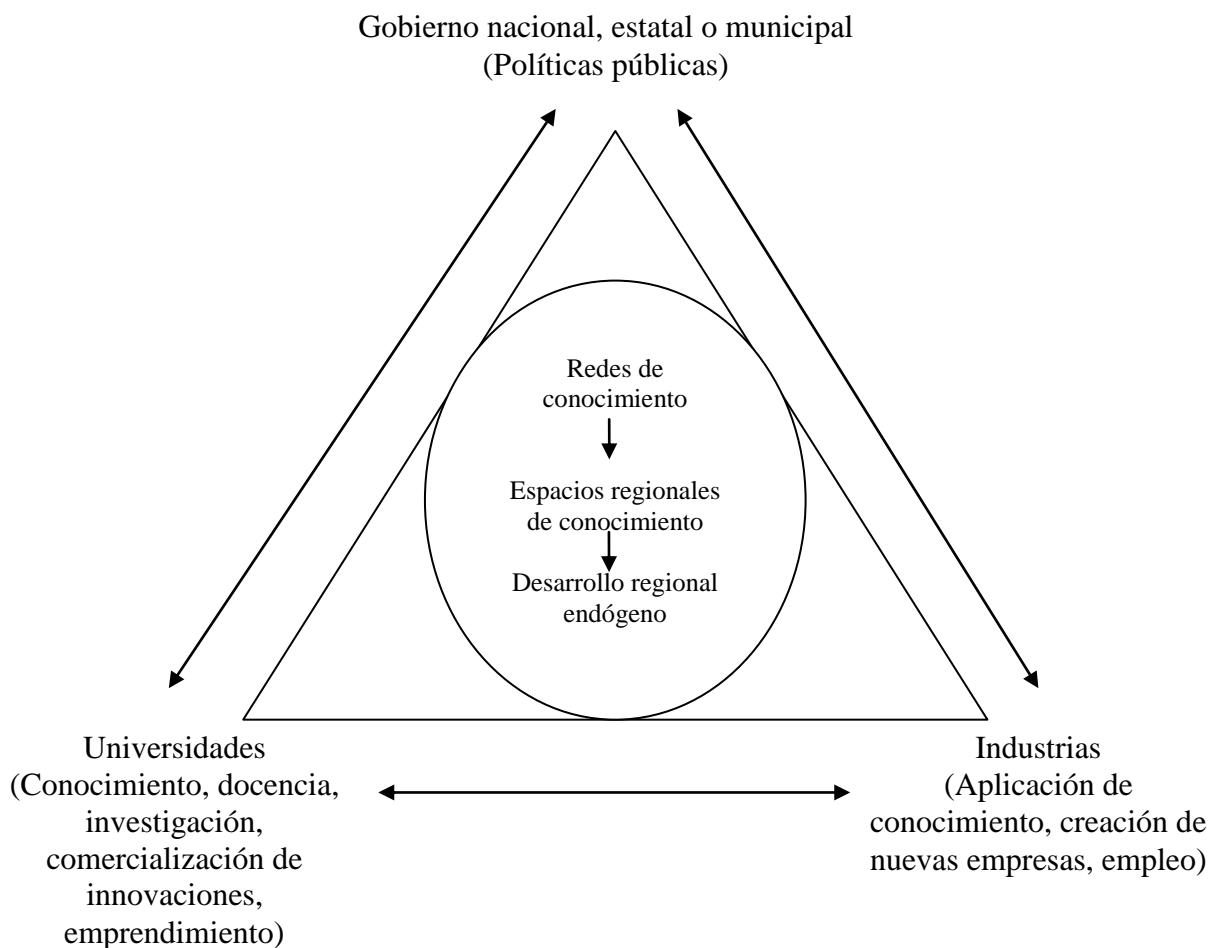 Gobierno nacional, estatal o municipal
(Políticas públicas)
Redes de
conocimiento
Espacios regionales
de conocimiento
Desarrollo regional
endógeno
Universidades
(Conocimiento, docencia,
investigación,
comercialización de
innovaciones,
emprendimiento)
Industrias
(Aplicación de
conocimiento, creación de
nuevas empresas, empleo)